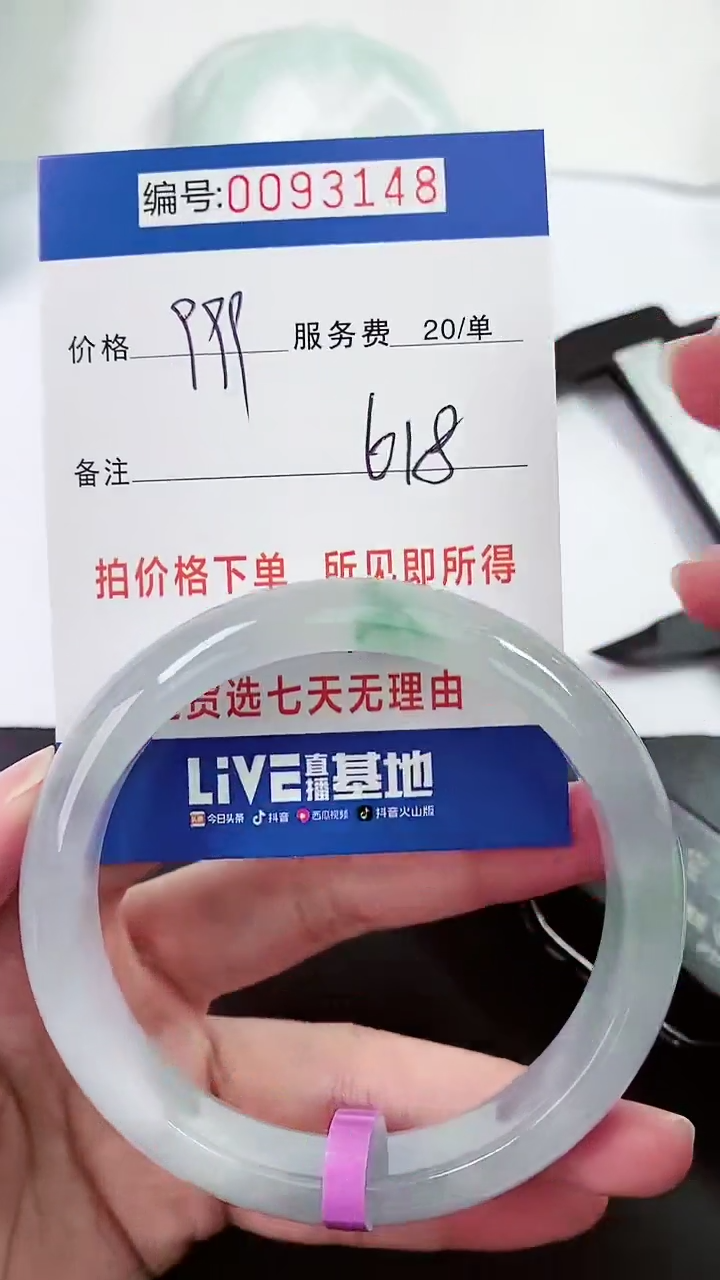 编号:0093148
价格 999 服务费 20/单
备注 618
拍价格下单 所见即所得
货选七天无理由
LiVE直播基地
今日头条 抖音 西瓜视频 抖音火山版